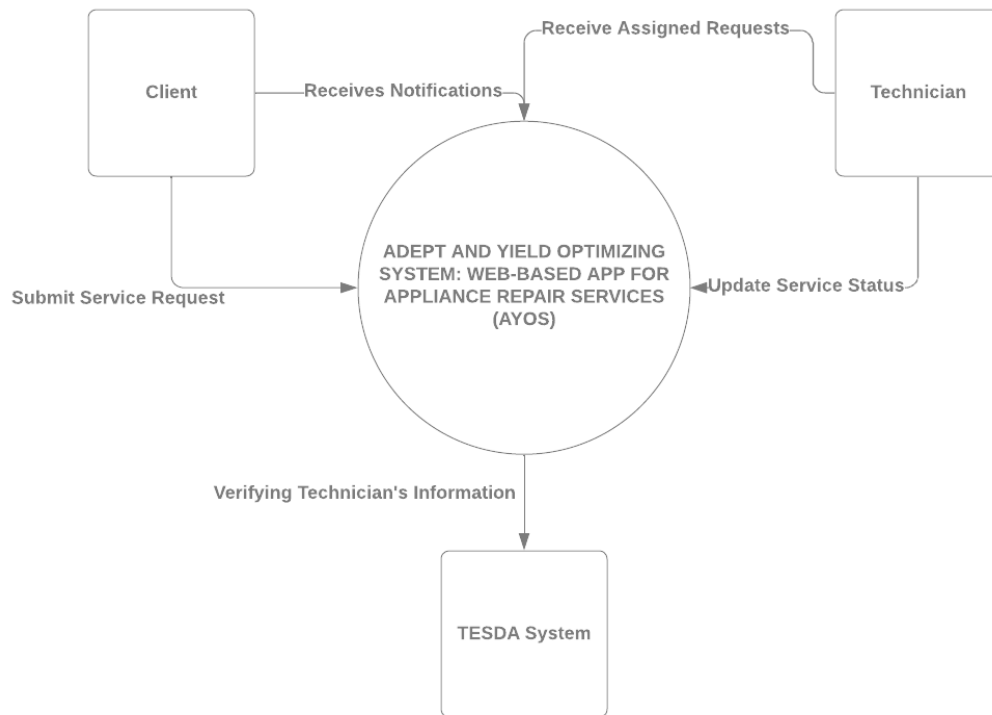 Receive Assigned Requests
Client
Receives Notifications
Technician
ADEPT AND YIELD OPTIMIZING
SYSTEM: WEB-BASED APP FOR
APPLIANCE REPAIR SERVICES
(AYOS)
Submit Service Request
Update Service Status
Verifying Technician's Information
TESDA System